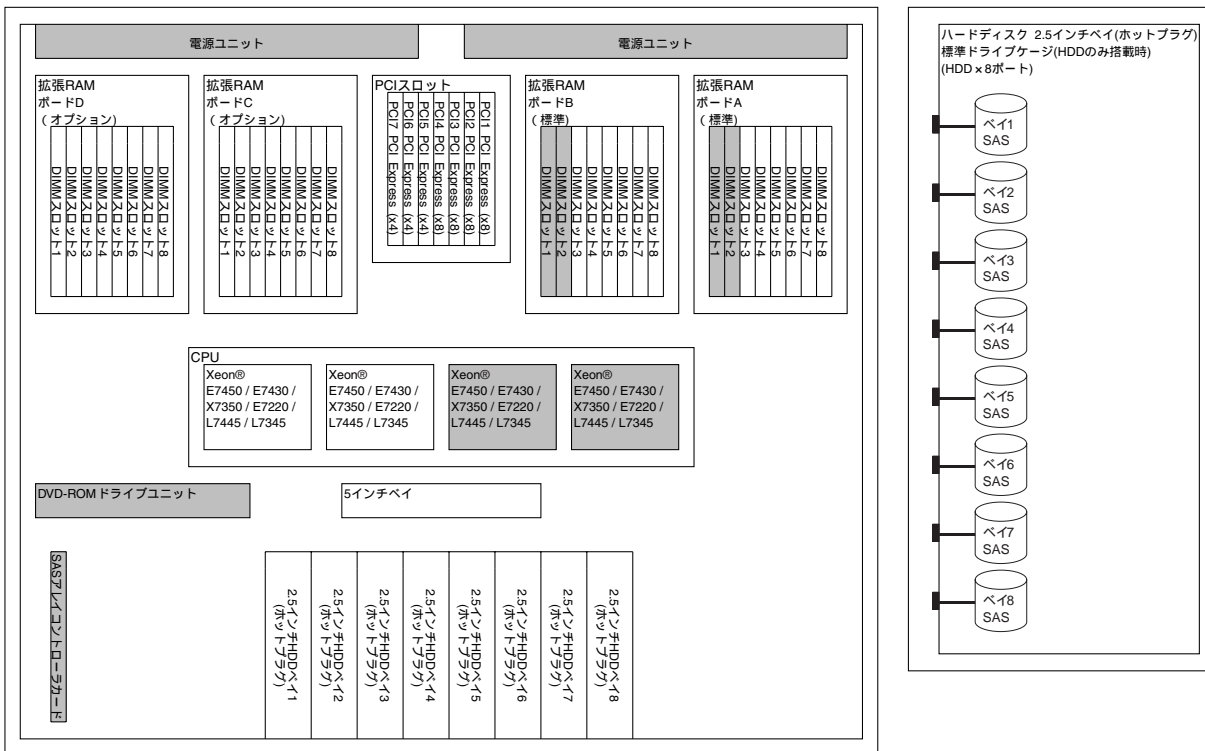 電源ユニット
電源ユニット
拡張RAM
ボードD
(オプション)
DIMMスロット1
DIMMスロット2
DIMMスロット3
DIMMスロット4
DIMMスロット5
DIMMスロット6
DIMMスロット7
DIMMスロット8
拡張RAM
ボードC
(オプション)
DIMMスロット1
DIMMスロット2
DIMMスロット3
DIMMスロット4
DIMMスロット5
DIMMスロット6
DIMMスロット7
DIMMスロット8
PCIスロット
PCI7 PCI Express (x4)
PCI6 PCI Express (x4)
PCI5 PCI Express (x4)
PCI4 PCI Express (x8)
PCI3 PCI Express (x8)
PCI2 PCI Express (x8)
PCI1 PCI Express (x8)
拡張RAM
ボードB
(標準)
DIMMスロット1
DIMMスロット2
DIMMスロット3
DIMMスロット4
DIMMスロット5
DIMMスロット6
DIMMスロット7
DIMMスロット8
拡張RAM
ボードA
(標準)
DIMMスロット1
DIMMスロット2
DIMMスロット3
DIMMスロット4
DIMMスロット5
DIMMスロット6
DIMMスロット7
DIMMスロット8
CPU
Xeon®
E7450 / E7430 /
X7350 / E7220 /
L7445 / L7345
Xeon®
E7450 / E7430 /
X7350 / E7220 /
L7445 / L7345
Xeon®
E7450 / E7430 /
X7350 / E7220 /
L7445 / L7345
Xeon®
E7450 / E7430 /
X7350 / E7220 /
L7445 / L7345
DVD-ROMドライブユニット
5インチベイ
SASアレイコントローラカード
2.5インチHDDベイ1
(ホットプラグ)
2.5インチHDDベイ2
(ホットプラグ)
2.5インチHDDベイ3
(ホットプラグ)
2.5インチHDDベイ4
(ホットプラグ)
2.5インチHDDベイ5
(ホットプラグ)
2.5インチHDDベイ6
(ホットプラグ)
2.5インチHDDベイ7
(ホットプラグ)
2.5インチHDDベイ8
(ホットプラグ)
ハードディスク 2.5インチベイ(ホットプラグ)
標準ドライブケージ(HDDのみ搭載時)
(HDD×8ポート)
ベイ1
SAS
ベイ2
SAS
ベイ3
SAS
ベイ4
SAS
ベイ5
SAS
ベイ6
SAS
ベイ7
SAS
ベイ8
SAS